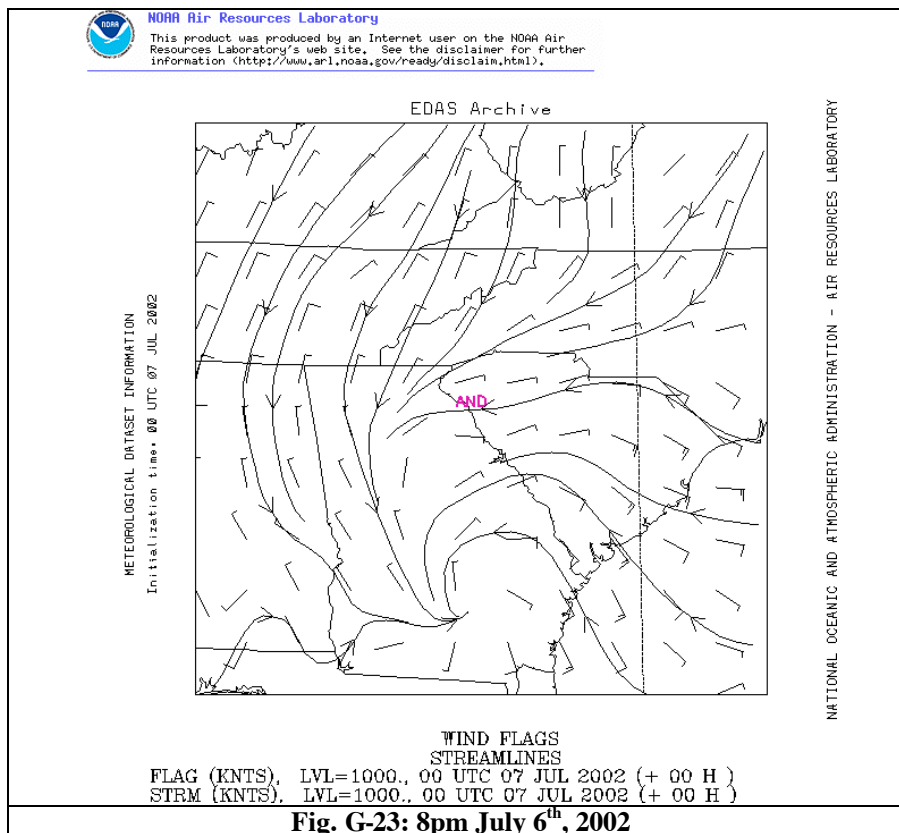 NOAA Air Resources Laboratory
This product was produced by an Internet user on the NOAA Air
Resources Laboratory's web site. See the disclaimer for further
information (http://www.arl.noaa.gov/ready/disclaim.html).
NOAA
EDAS Archive
METEOROLOGICAL DATASET INFORMATION
Initialization time: 00 UTC 07 JUL 2002
AND
NATIONAL OCEANIC AND ATMOSPHERIC ADMINISTRATION - AIR RESOURCES LABORATORY
WIND FLAGS
STREAMLINES
FLAG (KNTS), LVL=1000., 00 UTC 07 JUL 2002 (+ 00 H )
STRM (KNTS), LVL=1000., 00 UTC 07 JUL 2002 (+ 00 H )
Fig. G-23: 8pm July 6th, 2002